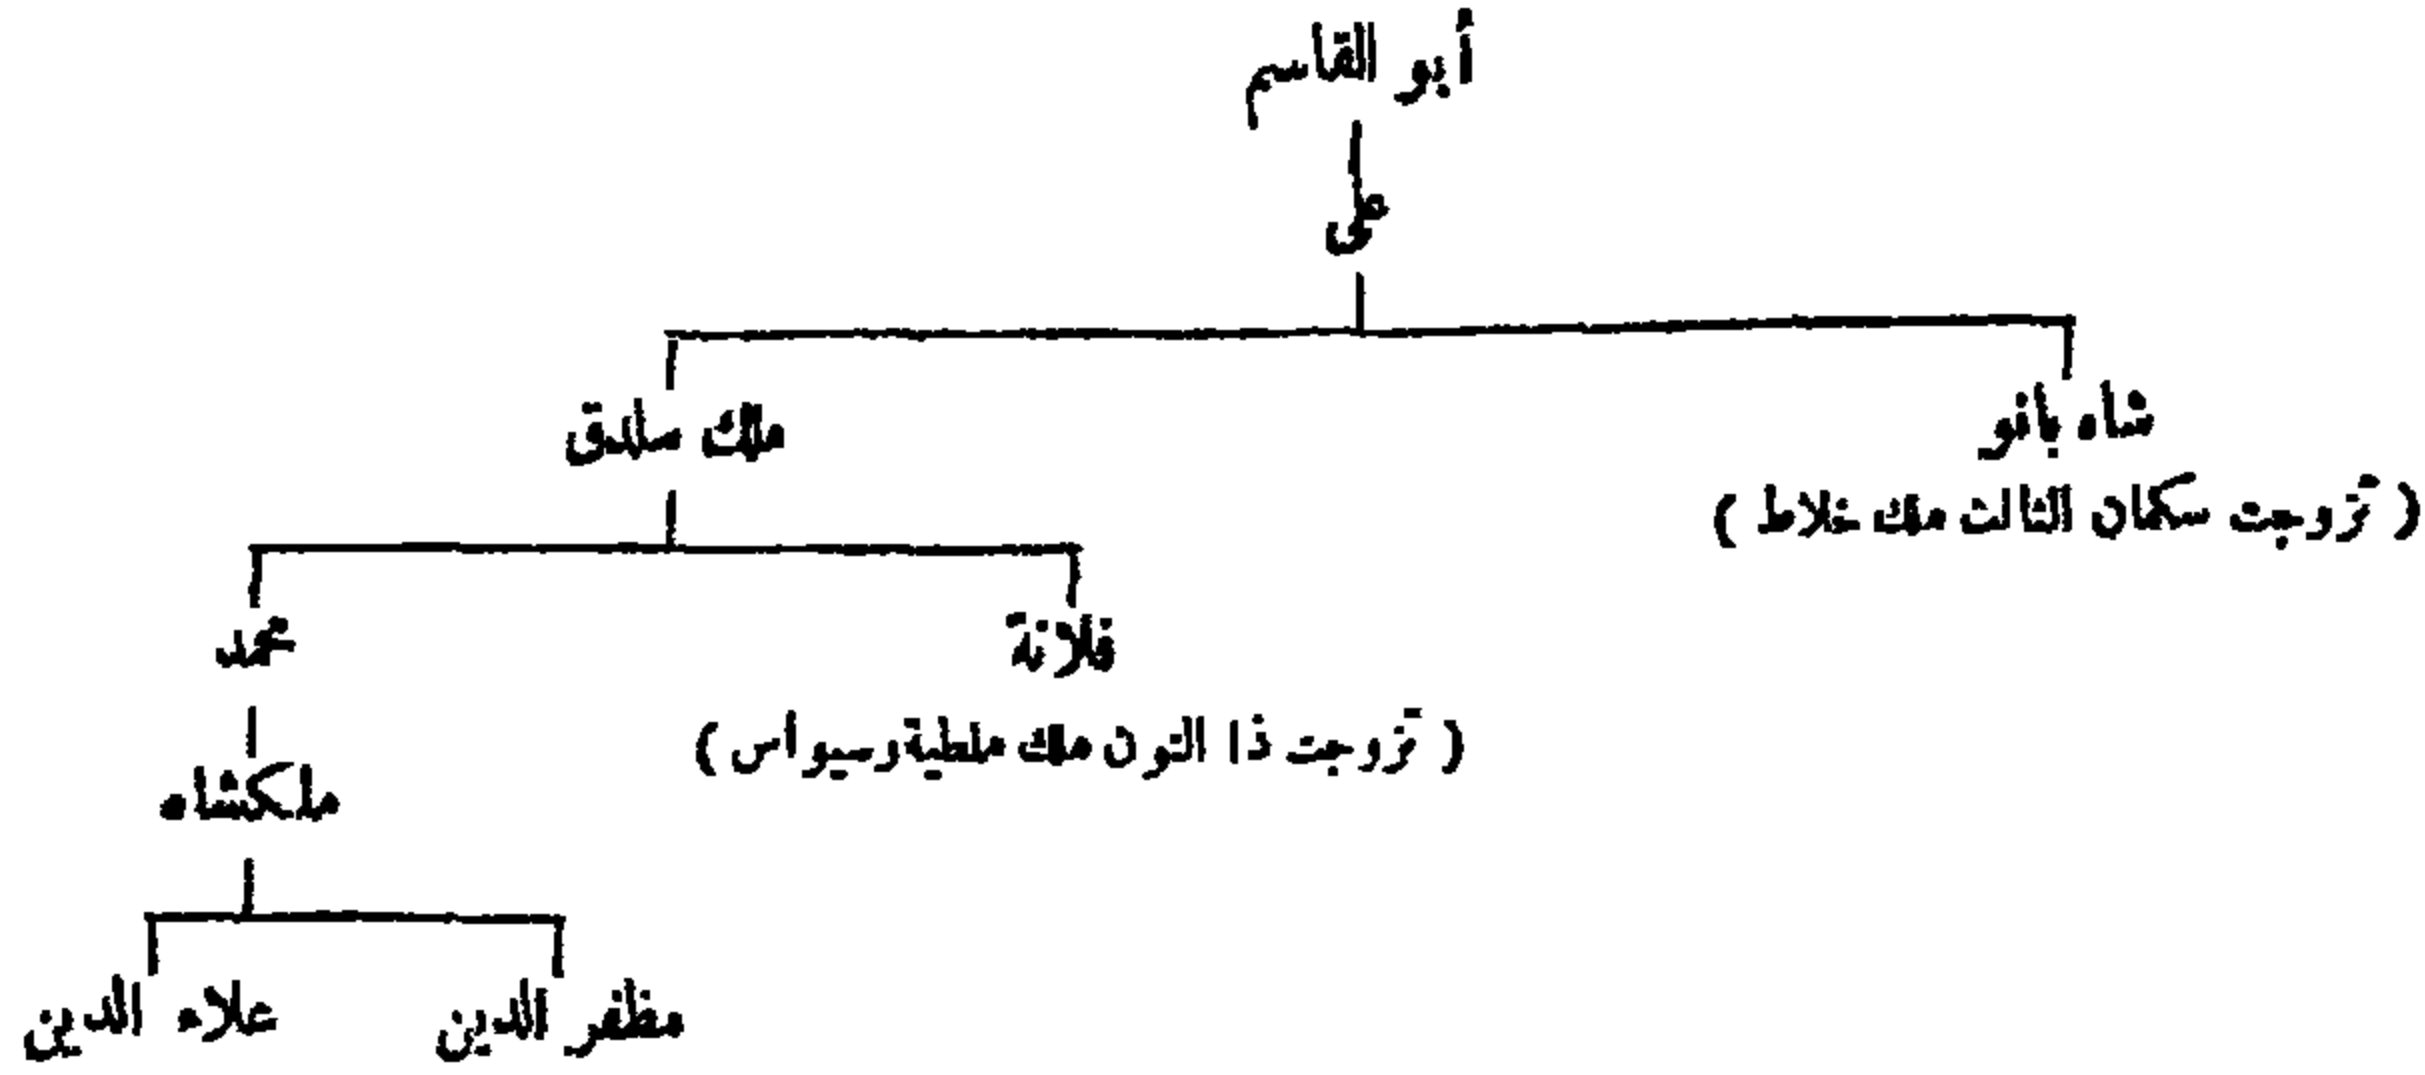 أبو القاسم
على
شاه بانو
( تزوجت سكمان الثالث ملك خلاط )
ملك سلدق
فلانة
( تزوجت ذا النون ملك ملطية وسيواس )
محمد
ملكشاه
مظفر الدين
علاء الدين